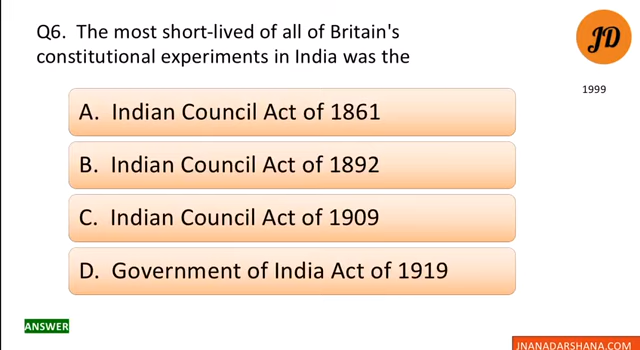 Q6.  The most short-lived of all of Britain's
constitutional experiments in India was the
JD
1999
A.  Indian Council Act of 1861
B.  Indian Council Act of 1892
C.  Indian Council Act of 1909
D.  Government of India Act of 1919
ANSWER
JNANADARSHANA.COM